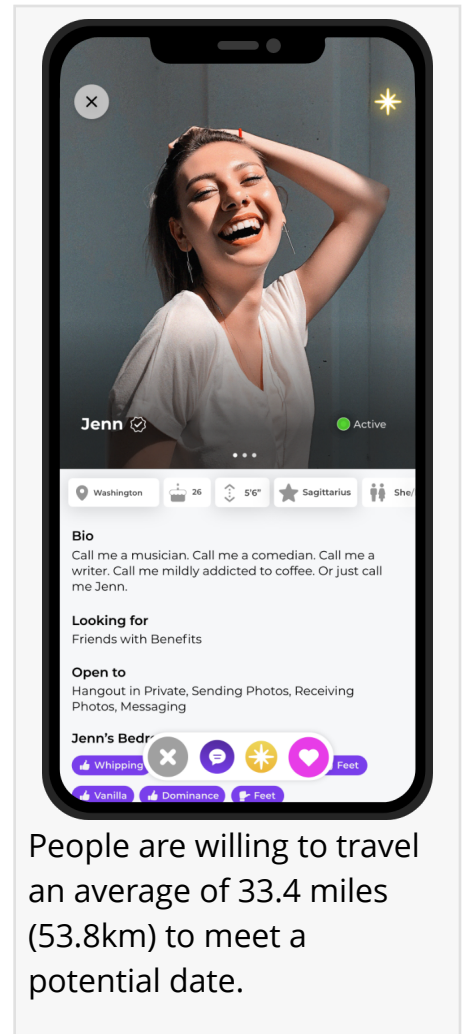 Jenn
Active
Washington
26
5'6"
Sagittarius
She/
Bio
Call me a musician. Call me a comedian. Call me a
writer. Call me mildly addicted to coffee. Or just call
me Jenn.
Looking for
Friends with Benefits
Open to
Hangout in Private, Sending Photos, Receiving
Photos, Messaging
Jenn's Bedr
Whipping
Feet
Vanilla
Dominance
Feet
People are willing to travel
an average of 33.4 miles
(53.8km) to meet a
potential date.